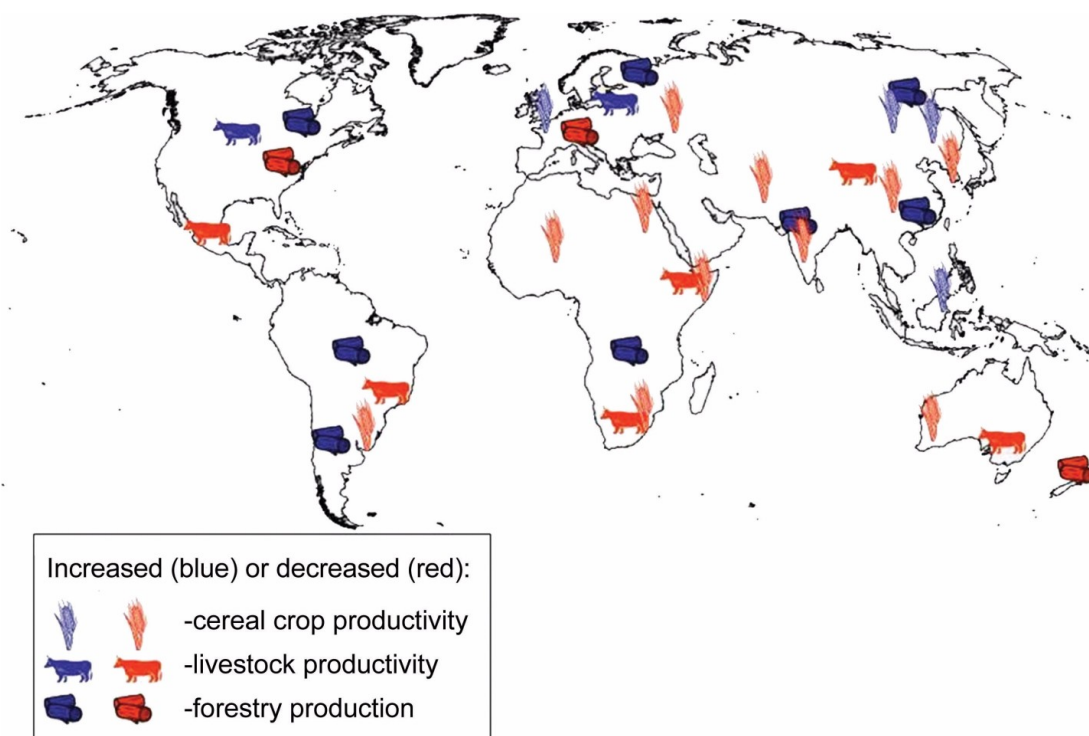 Increased (blue) or decreased (red):
-cereal crop productivity
-livestock productivity
-forestry production